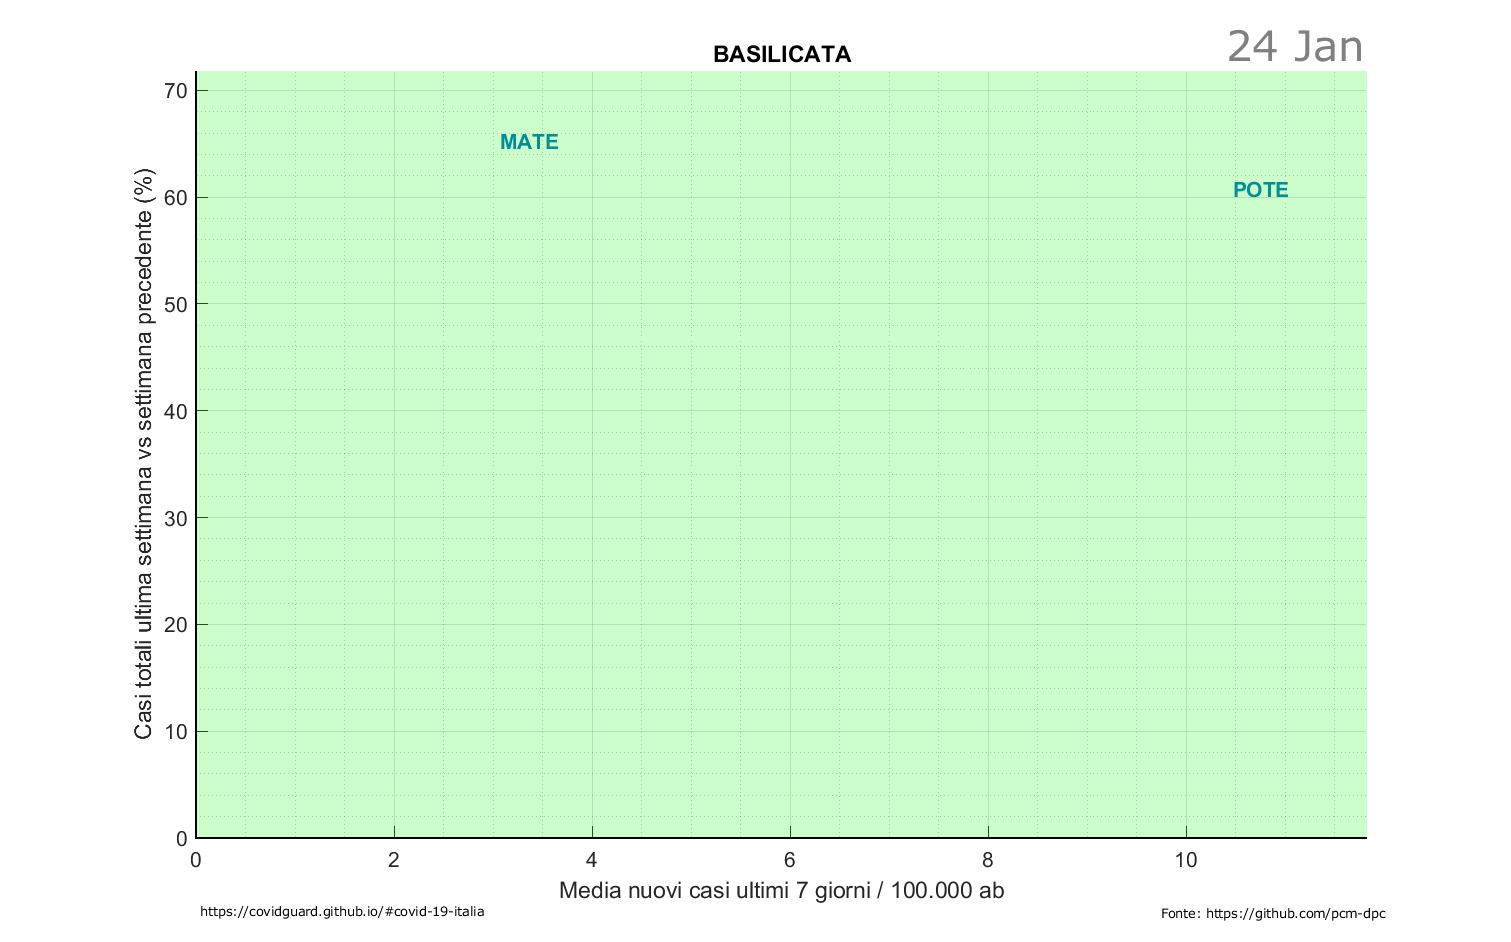 24 Jan
BASILICATA
70
60
50
40
30
20
10
0
Casi totali ultima settimana vs settimana precedente (%)
MATE
POTE
0 2 4 6 8 10
Media nuovi casi ultimi 7 giorni / 100.000 ab
https://covidguard.github.io/#covid-19-italia
Fonte: https://github.com/pcm-dpc